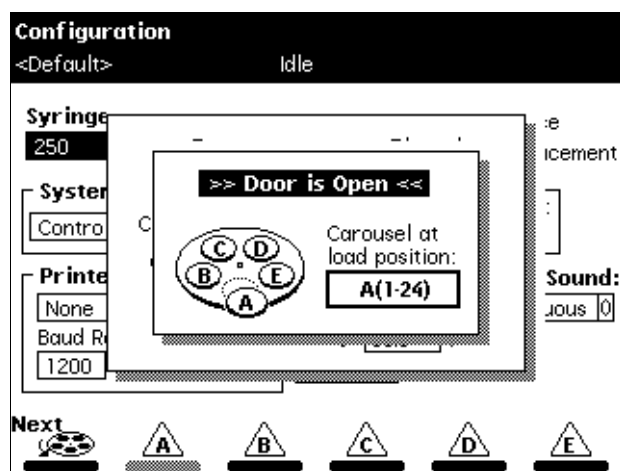 Configuration
<Default> Idle
Syringe
250
System
Contro
C
>> Door is Open <<
C D
B E
A
Carousel at
load position:
A(1-24)
Printe
None
Baud R
1200
Sound:
uous 0
Next
A B C D E